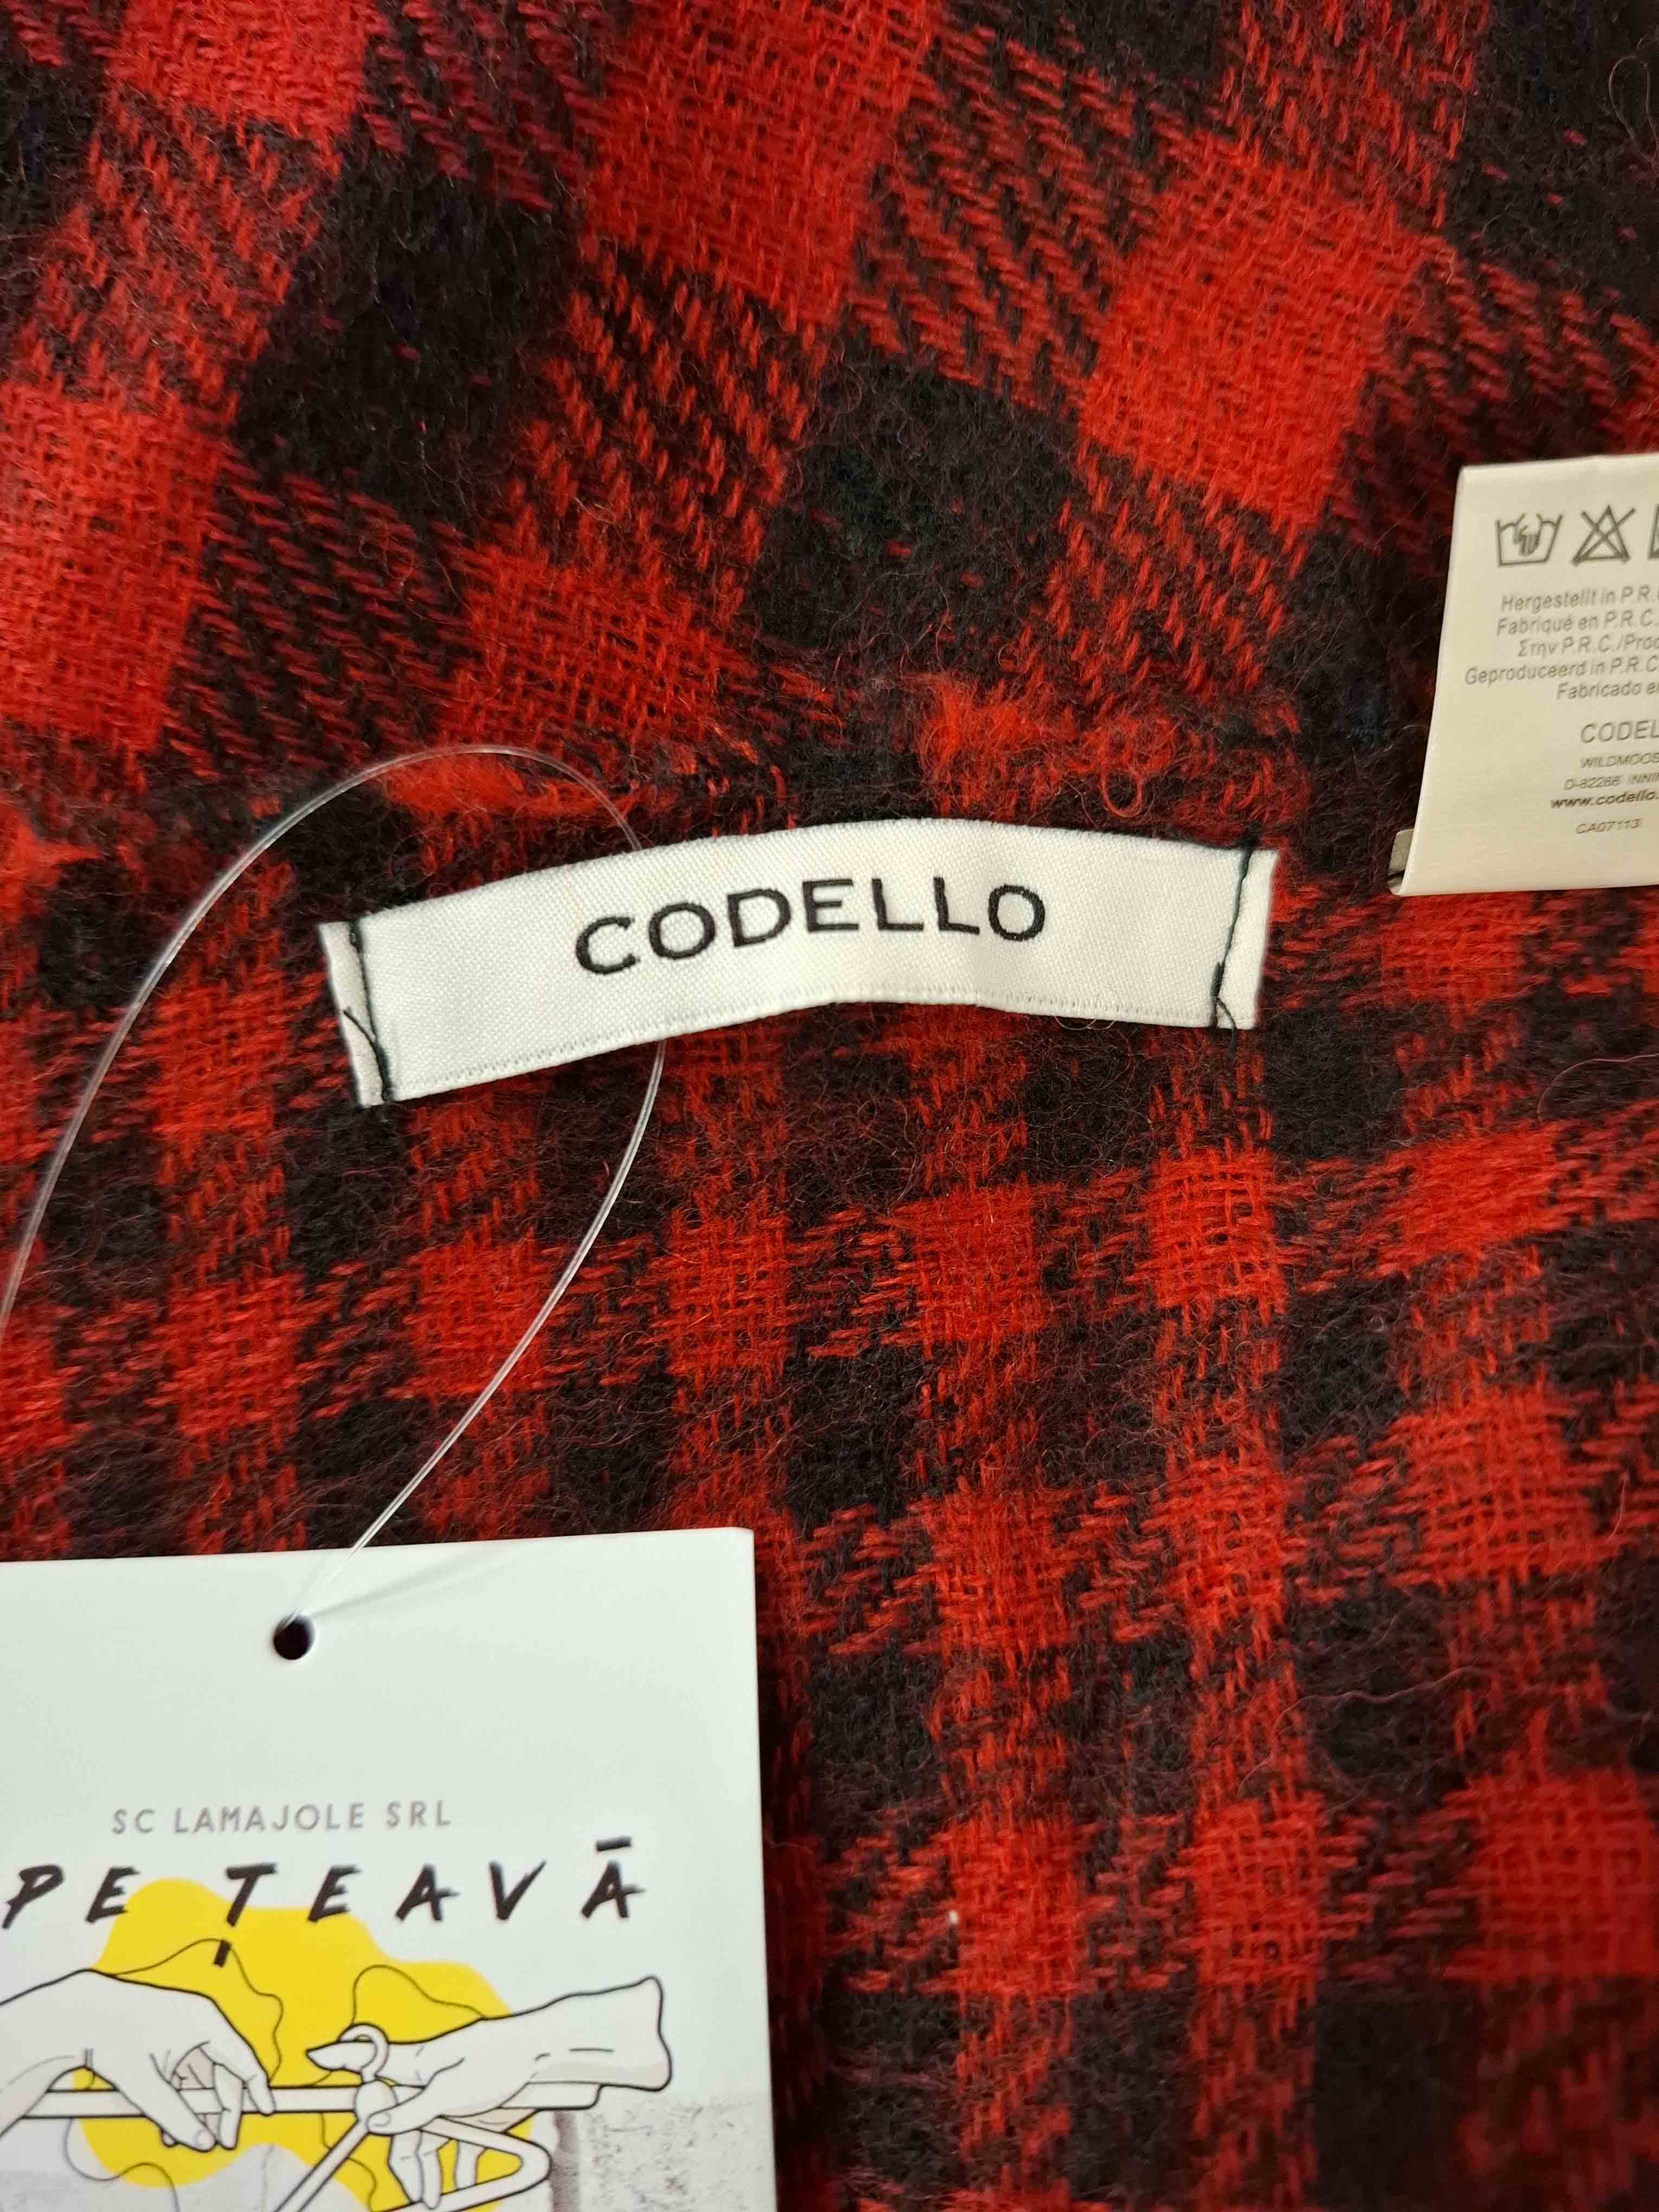 Hergestellt in P.R.
Fabriqué en P.R.C.
Στην P.R.C./Proc
Geproduceerd in P.R.C
Fabricado e
CODEL
WILDMOOS
D-82266 INNIN
www.codello.
CA07113
CODELLO
SC LAMAJOLE SRL
PE ȚEAVĂ